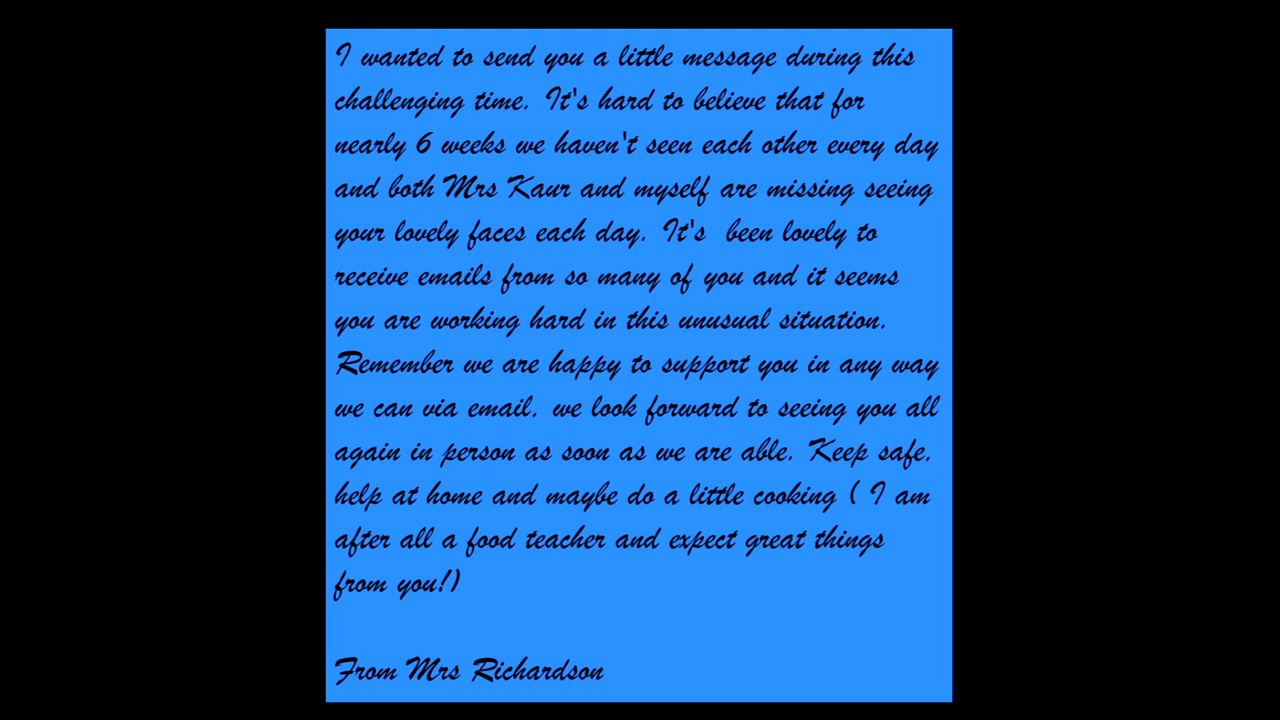 I wanted to send you a little message during this
challenging time. It's hard to believe that for
nearly 6 weeks we haven't seen each other every day
and both Mrs Kaur and myself are missing seeing
your lovely faces each day. It's  been lovely to
receive emails from so many of you and it seems
you are working hard in this unusual situation.
Remember we are happy to support you in any way
we can via email. we look forward to seeing you all
again in person as soon as we are able. Keep safe,
help at home and maybe do a little cooking ( I am
after all a food teacher and expect great things
from you!)
From Mrs Richardson